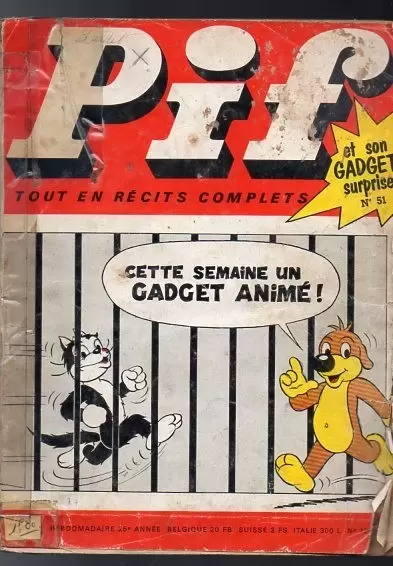 Pif
et son
GADGET
surprise
N° 51
TOUT EN RÉCITS COMPLETS
CETTE SEMAINE UN
GADGET ANIMÉ !
HEBDOMADAIRE 25e ANNÉE BELGIQUE 20 FB SUISSE 2 FS. ITALIE 300 L. N°